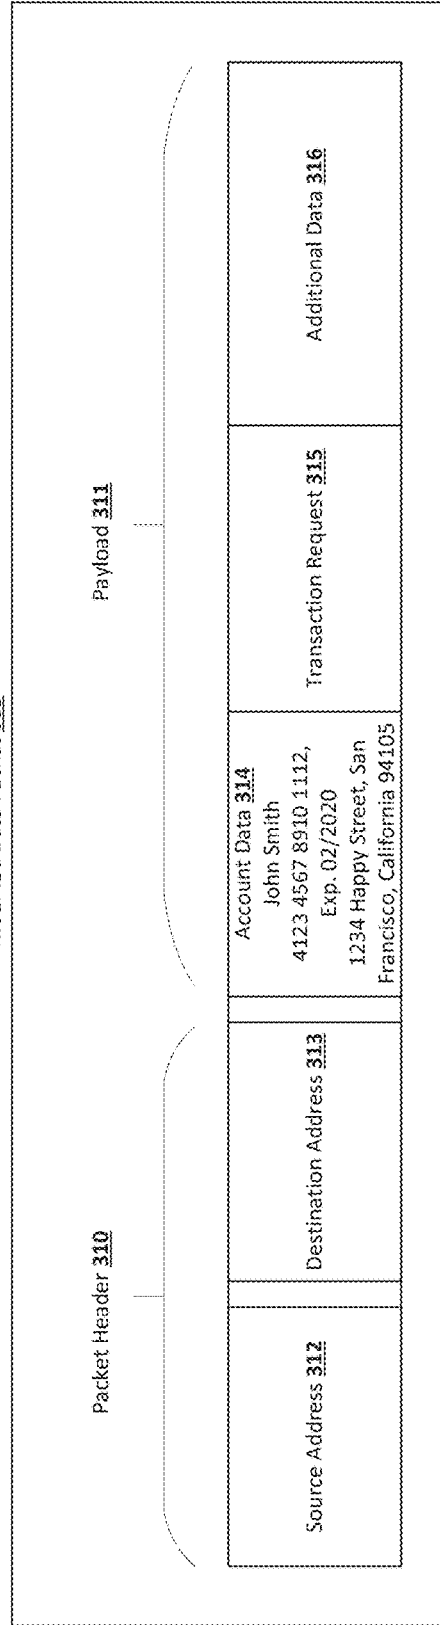 Packet Header 310
Payload 311
Source Address 312
Destination Address 313
Account Data 314
John Smith
4123 4567 8910 1112,
Exp. 02/2020
1234 Happy Street, San
Francisco, California 94105
Transaction Request 315
Additional Data 316